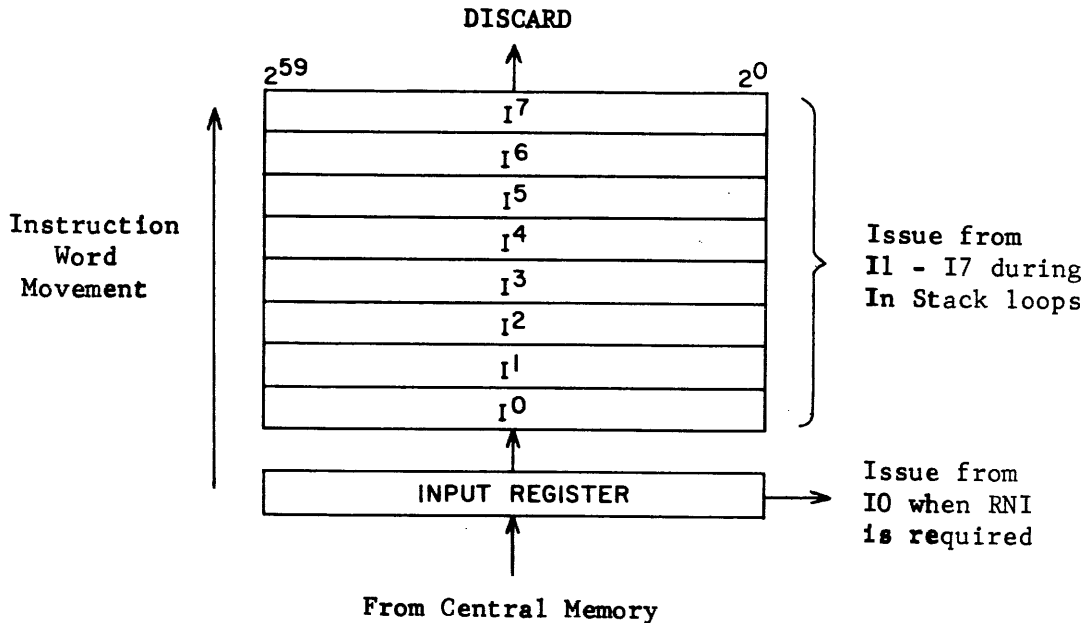 DISCARD
2^59 2^0
I^7
I^6
I^5
I^4
I^3
I^2
I^1
I^0
Instruction
Word
Movement
Issue from
I1 - I7 during
In Stack loops
INPUT REGISTER
Issue from
I0 when RNI
is required
From Central Memory